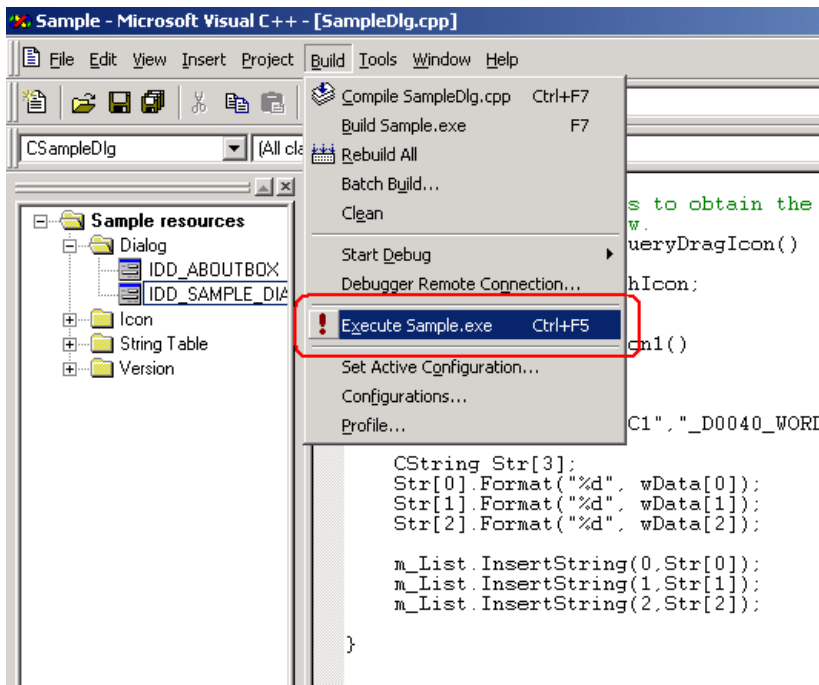 Sample - Microsoft Visual C++ - [SampleDlg.cpp]
File Edit View Insert Project Build Tools Window Help
Compile SampleDlg.cpp Ctrl+F7
Build Sample.exe F7
CSampleDlg (All cla
Rebuild All
Batch Build...
Clean
s to obtain the
w.
Sample resources
Dialog
ueryDragIcon()
Start Debug
IDD_ABOUTBOX
Debugger Remote Connection...
hIcon;
IDD_SAMPLE_DIA
Icon
Execute Sample.exe Ctrl+F5
String Table
on1()
Version
Set Active Configuration...
Configurations...
Profile...
C1","_D0040_WORD
CString Str[3];
Str[0].Format("%d", wData[0]);
Str[1].Format("%d", wData[1]);
Str[2].Format("%d", wData[2]);
m_List.InsertString(0,Str[0]);
m_List.InsertString(1,Str[1]);
m_List.InsertString(2,Str[2]);
}